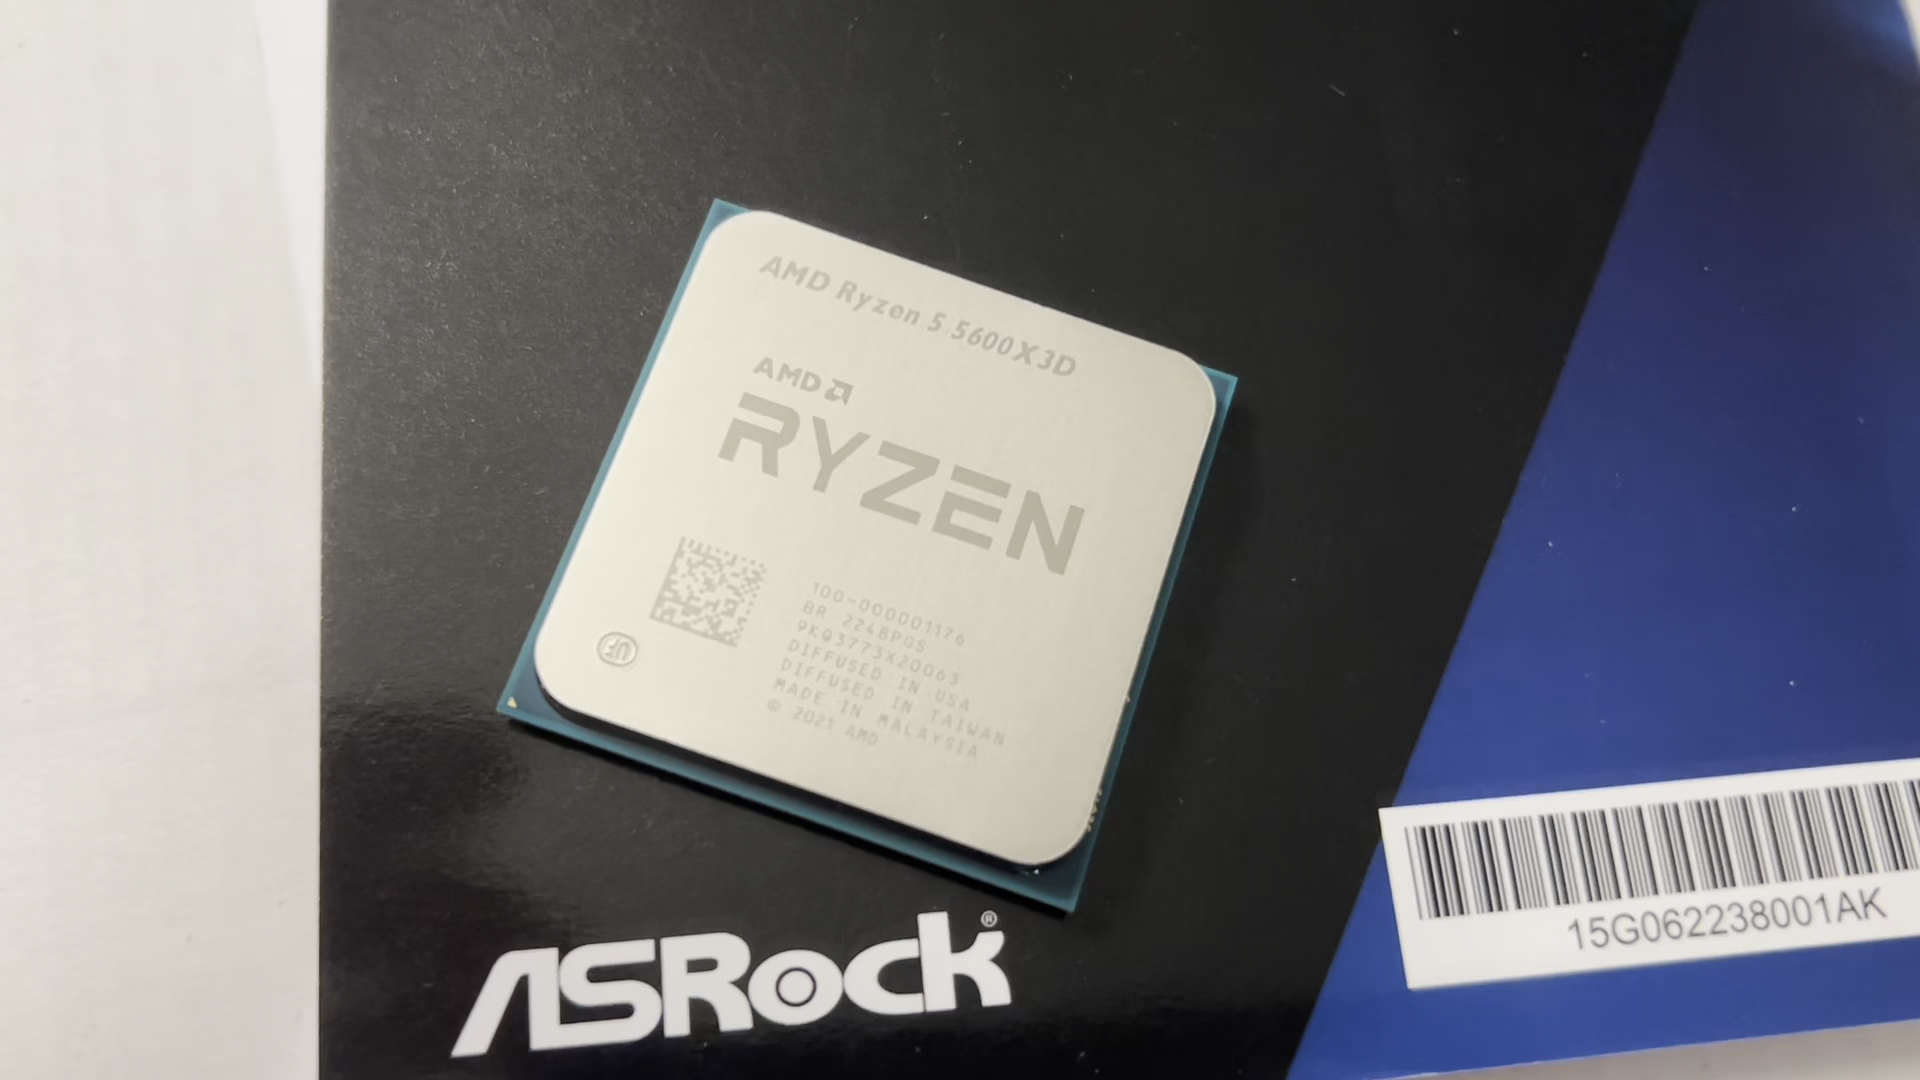 AMD Ryzen 5 5600X3D
AMD
RYZEN
100-000001176
BR 2248PGS
9KQ3773X20063
DIFFUSED IN USA
DIFFUSED IN TAIWAN
MADE IN MALAYSIA
© 2021 AMD
UF
ASRock®
15G062238001AK